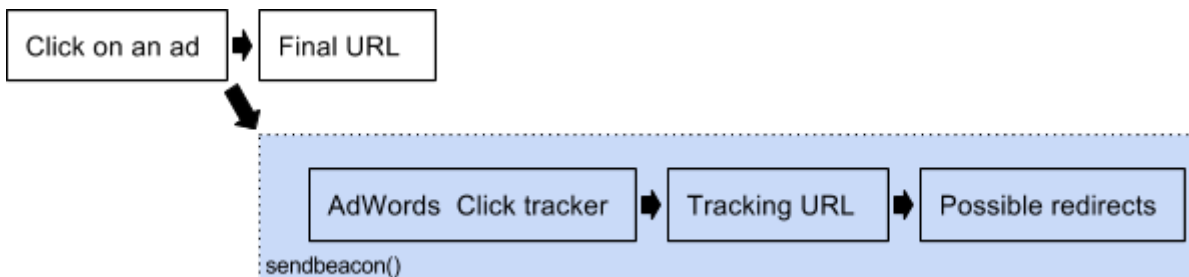 Click on an ad
Final URL
AdWords Click tracker
Tracking URL
Possible redirects
sendbeacon()